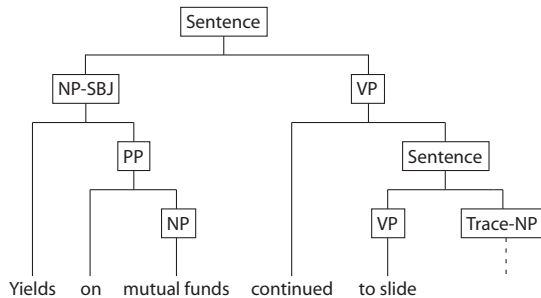 Sentence
NP-SBJ VP
PP Sentence
NP VP Trace-NP
Yields on mutual funds continued to slide